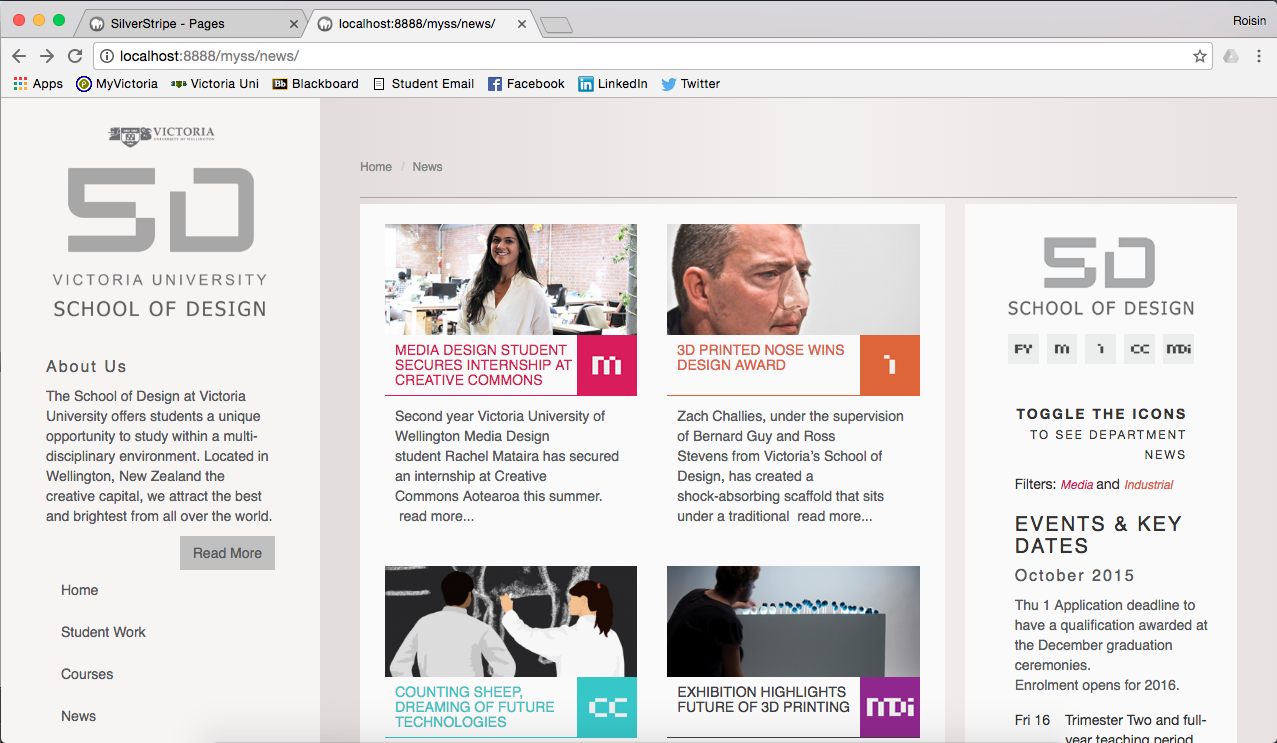 SilverStripe - Pages
localhost:8888/myss/news/
Roisin
localhost:8888/myss/news/
Apps
MyVictoria
Victoria Uni
Bb Blackboard
Student Email
Facebook
in LinkedIn
Twitter
VICTORIA
SD
VICTORIA UNIVERSITY
SCHOOL OF DESIGN
About Us
The School of Design at Victoria
University offers students a unique
opportunity to study within a multi-
disciplinary environment. Located in
Wellington, New Zealand the
creative capital, we attract the best
and brightest from all over the world.
Read More
Home
Student Work
Courses
News
Home / News
MEDIA DESIGN STUDENT
SECURES INTERNSHIP AT
CREATIVE COMMONS
m
Second year Victoria University of
Wellington Media Design
student Rachel Mataira has secured
an internship at Creative
Commons Aotearoa this summer.
read more...
3D PRINTED NOSE WINS
DESIGN AWARD
i
Zach Challies, under the supervision
of Bernard Guy and Ross
Stevens from Victoria's School of
Design, has created a
shock-absorbing scaffold that sits
under a traditional read more...
COUNTING SHEEP,
DREAMING OF FUTURE
TECHNOLOGIES
CC
EXHIBITION HIGHLIGHTS
FUTURE OF 3D PRINTING
MDi
SD
SCHOOL OF DESIGN
FY m i CC MDi
TOGGLE THE ICONS
TO SEE DEPARTMENT
NEWS
Filters: Media and Industrial
EVENTS & KEY
DATES
October 2015
Thu 1 Application deadline to
have a qualification awarded at
the December graduation
ceremonies.
Enrolment opens for 2016.
Fri 16 Trimester Two and full-
year teaching period